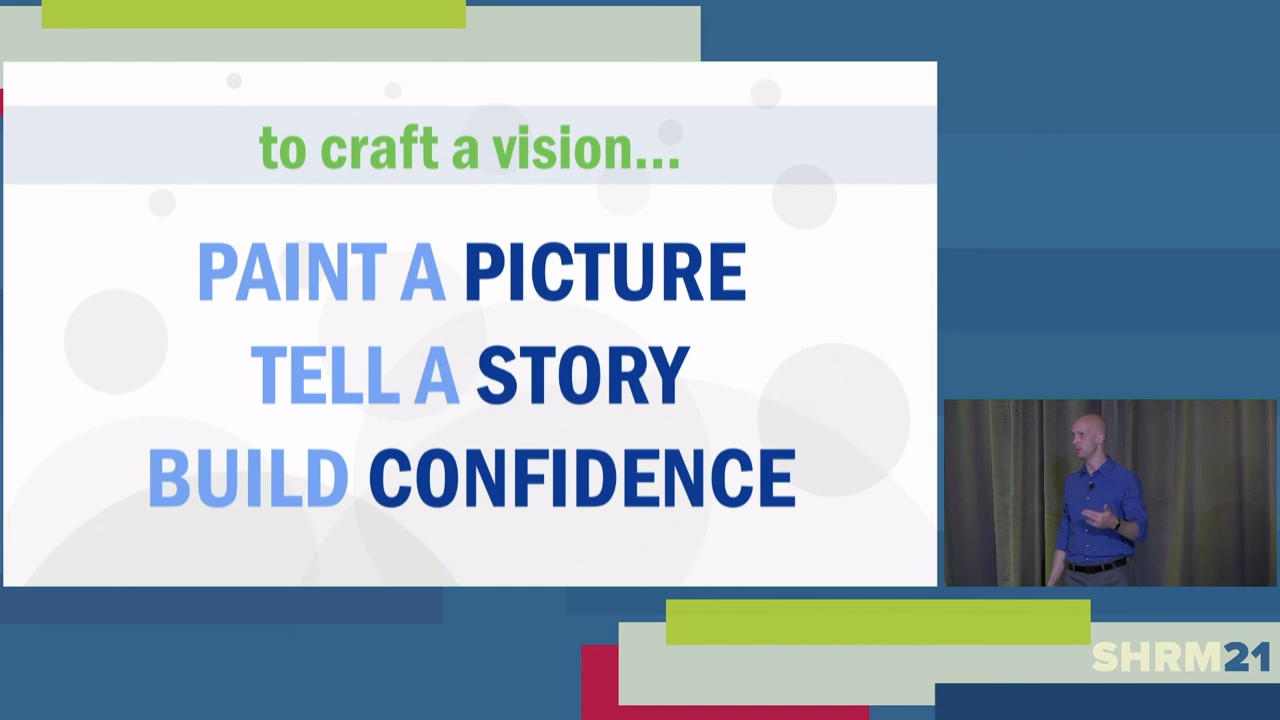 to craft a vision...
PAINT A PICTURE
TELL A STORY
BUILD CONFIDENCE
SHRM21